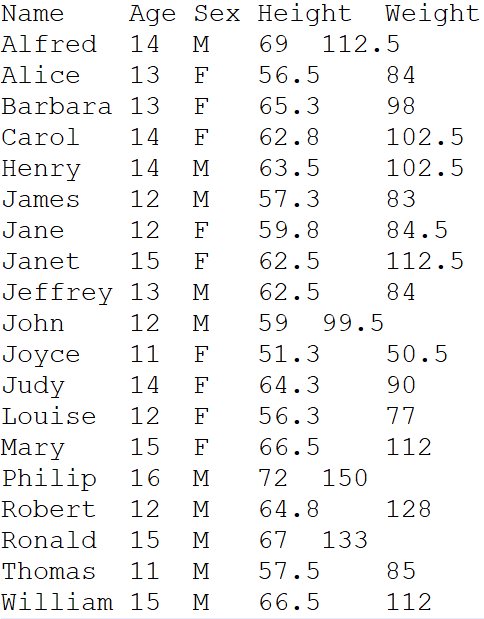 Name Age Sex Height Weight
Alfred 14 M 69 112.5
Alice 13 F 56.5 84
Barbara 13 F 65.3 98
Carol 14 F 62.8 102.5
Henry 14 M 63.5 102.5
James 12 M 57.3 83
Jane 12 F 59.8 84.5
Janet 15 F 62.5 112.5
Jeffrey 13 M 62.5 84
John 12 M 59 99.5
Joyce 11 F 51.3 50.5
Judy 14 F 64.3 90
Louise 12 F 56.3 77
Mary 15 F 66.5 112
Philip 16 M 72 150
Robert 12 M 64.8 128
Ronald 15 M 67 133
Thomas 11 M 57.5 85
William 15 M 66.5 112